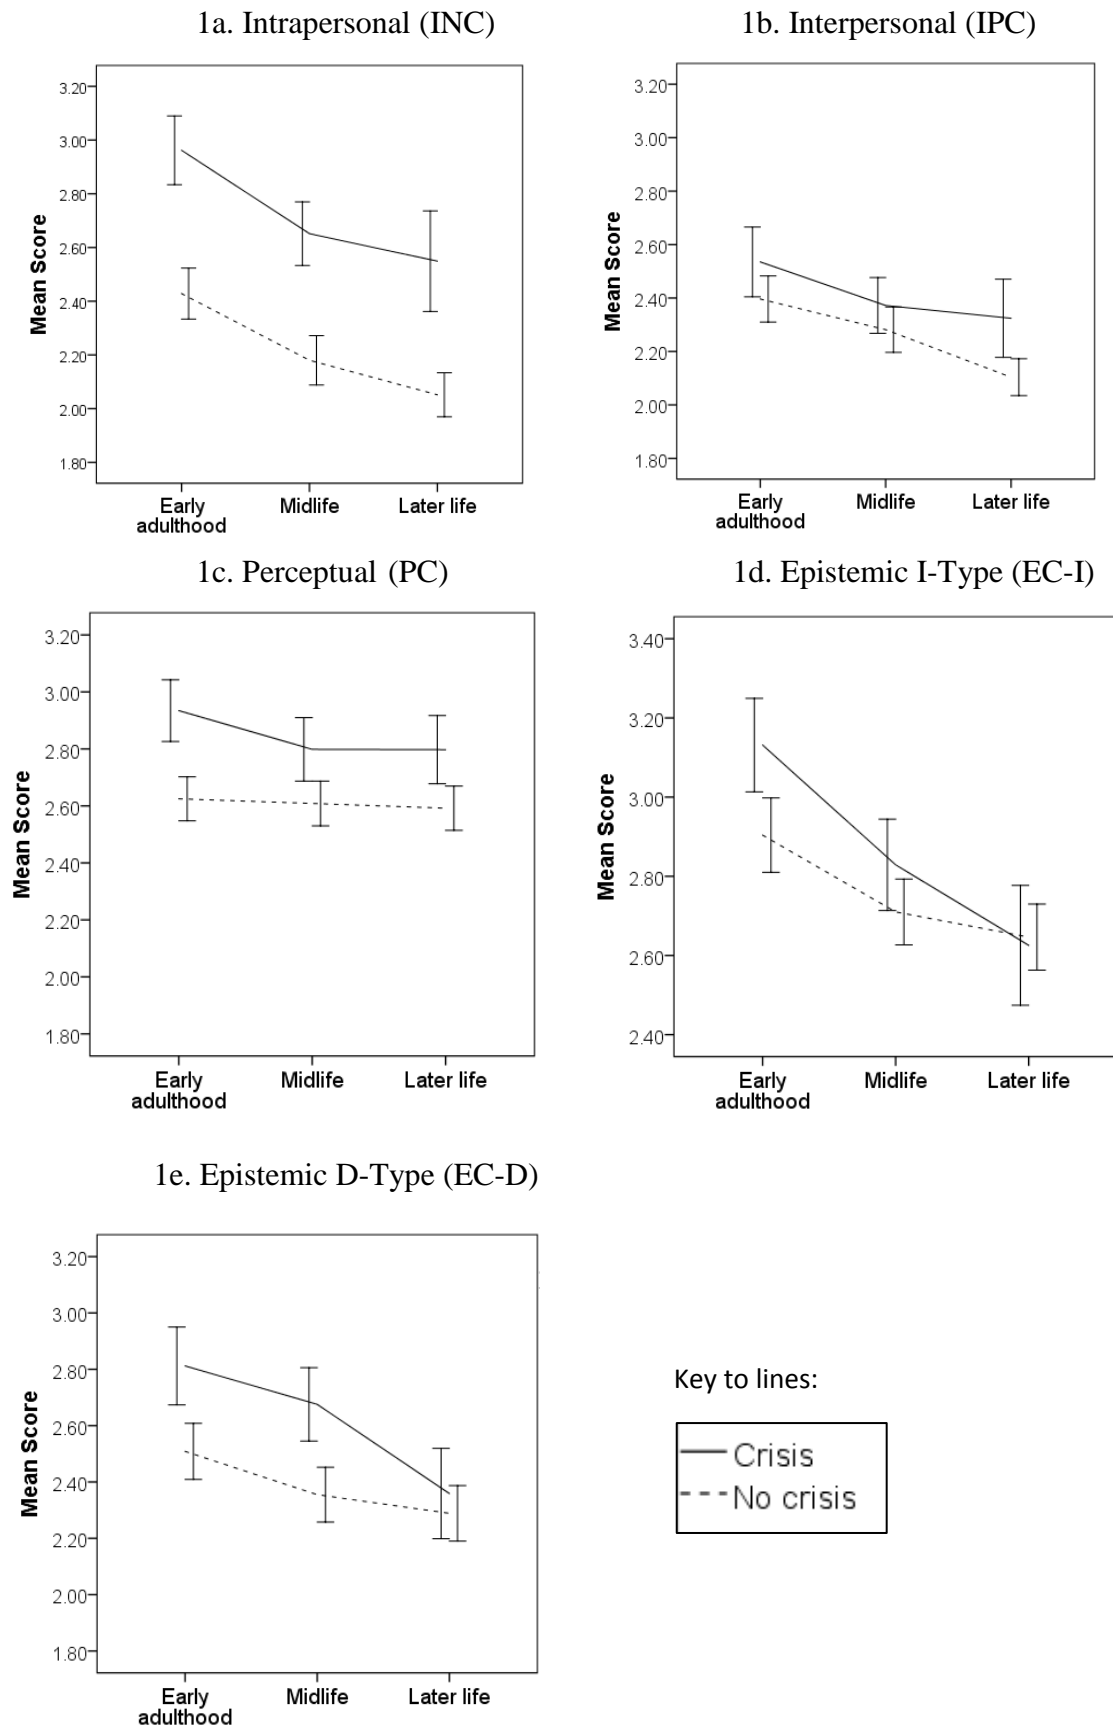 1a. Intrapersonal (INC)
3.20
3.00
2.80
2.60
2.40
2.20
2.00
1.80
Mean Score
Early adulthood
Midlife
Later life
1b. Interpersonal (IPC)
3.20
3.00
2.80
2.60
2.40
2.20
2.00
1.80
Mean Score
Early adulthood
Midlife
Later life
1c. Perceptual (PC)
3.20
3.00
2.80
2.60
2.40
2.20
2.00
1.80
Mean Score
Early adulthood
Midlife
Later life
1d. Epistemic I-Type (EC-I)
3.40
3.20
3.00
2.80
2.60
2.40
Mean Score
Early adulthood
Midlife
Later life
1e. Epistemic D-Type (EC-D)
3.20
3.00
2.80
2.60
2.40
2.20
2.00
1.80
Mean Score
Early adulthood
Midlife
Later life
Key to lines:
Crisis
No crisis